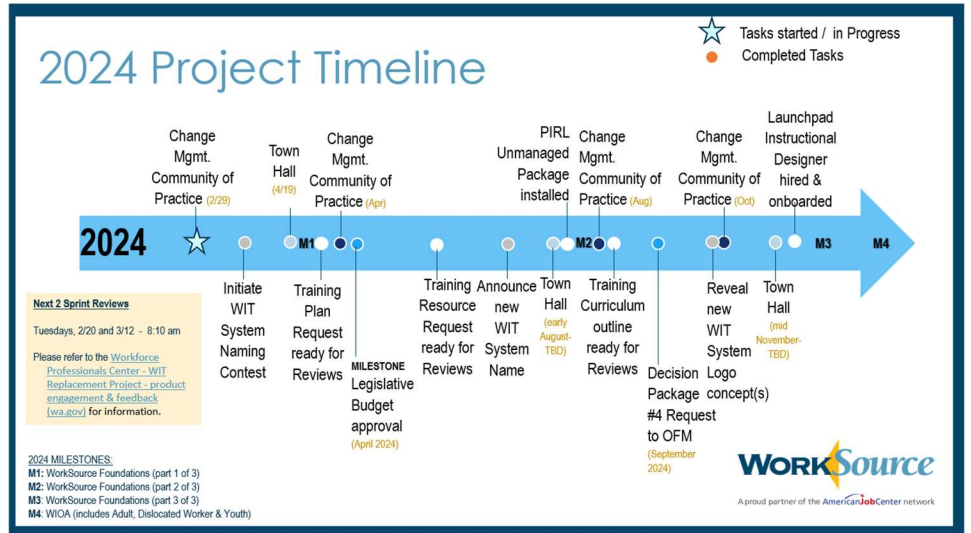 Tasks started / in Progress
Completed Tasks
2024 Project Timeline
Change
Mgmt.
Community of
Practice (2/29)
Town
Hall
(4/19)
Change
Mgmt.
Community of
Practice (Apr)
PIRL
Unmanaged
Package
installed
Change
Mgmt.
Community of
Practice (Aug)
Change
Mgmt.
Community of
Practice (Oct)
Launchpad
Instructional
Designer
hired &
onboarded
2024
M1
M2
M3
M4
Initiate
WIT
System
Naming
Contest
Training
Plan
Request
ready for
Reviews
MILESTONE
Legislative
Budget
approval
(April 2024)
Training
Resource
Request
ready for
Reviews
Announce
new
WIT
System
Name
Town
Hall
(early
August-
TBD)
Training
Curriculum
outline
ready for
Reviews
Decision
Package
#4 Request
to OFM
(September
2024)
Reveal
new
WIT
System
Logo
concept(s)
Town
Hall
(mid
November-
TBD)
Next 2 Sprint Reviews
Tuesdays, 2/20 and 3/12 - 8:10 am
Please refer to the Workforce
Professionals Center - WIT
Replacement Project - product
engagement & feedback
(wa.gov) for information.
2024 MILESTONES:
M1: WorkSource Foundations (part 1 of 3)
M2: WorkSource Foundations (part 2 of 3)
M3: WorkSource Foundations (part 3 of 3)
M4: WIOA (includes Adult, Dislocated Worker & Youth)
WORKSource
A proud partner of the AmericanJobCenter network